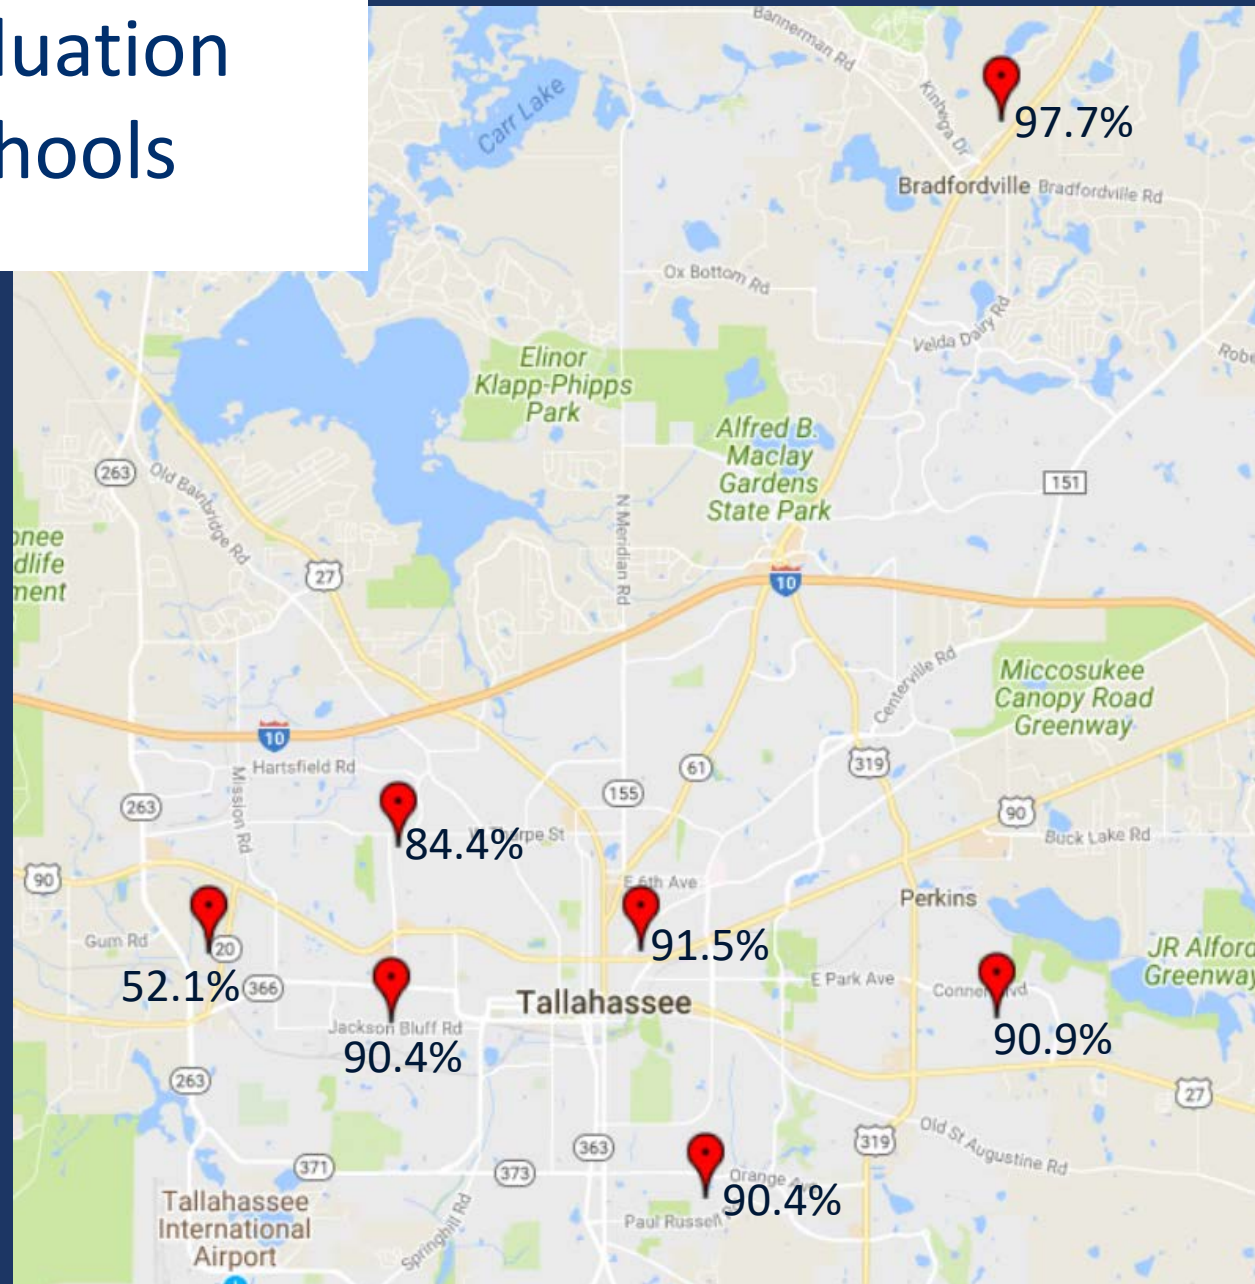 luation
hools
Bannerman Rd
97.7%
Carr Lake
Kinhega Dr
Bradfordville
Bradfordville Rd
Ox Bottom Rd
Velda Dairy Rd
Elinor
Klapp-Phipps
Park
Alfred B.
Maclay
Gardens
State Park
263
Old Bainbridge Rd
151
N Meridian Rd
onee
dlife
ment
27
10
Centerville Rd
Miccosukee
Canopy Road
Greenway
10
Hartsfield Rd
Mission Rd
61
319
263
155
90
84.4%
Buck Lake Rd
90
E 6th Ave
Perkins
Gum Rd
20
91.5%
JR Alford
Greenway
52.1%
366
E Park Ave
Tallahassee
Jackson Bluff Rd
90.4%
90.9%
263
27
319
Old St Augustine Rd
363
371
373
Orange Ave
90.4%
Paul Russell
Tallahassee
International
Airport
Springhill Rd